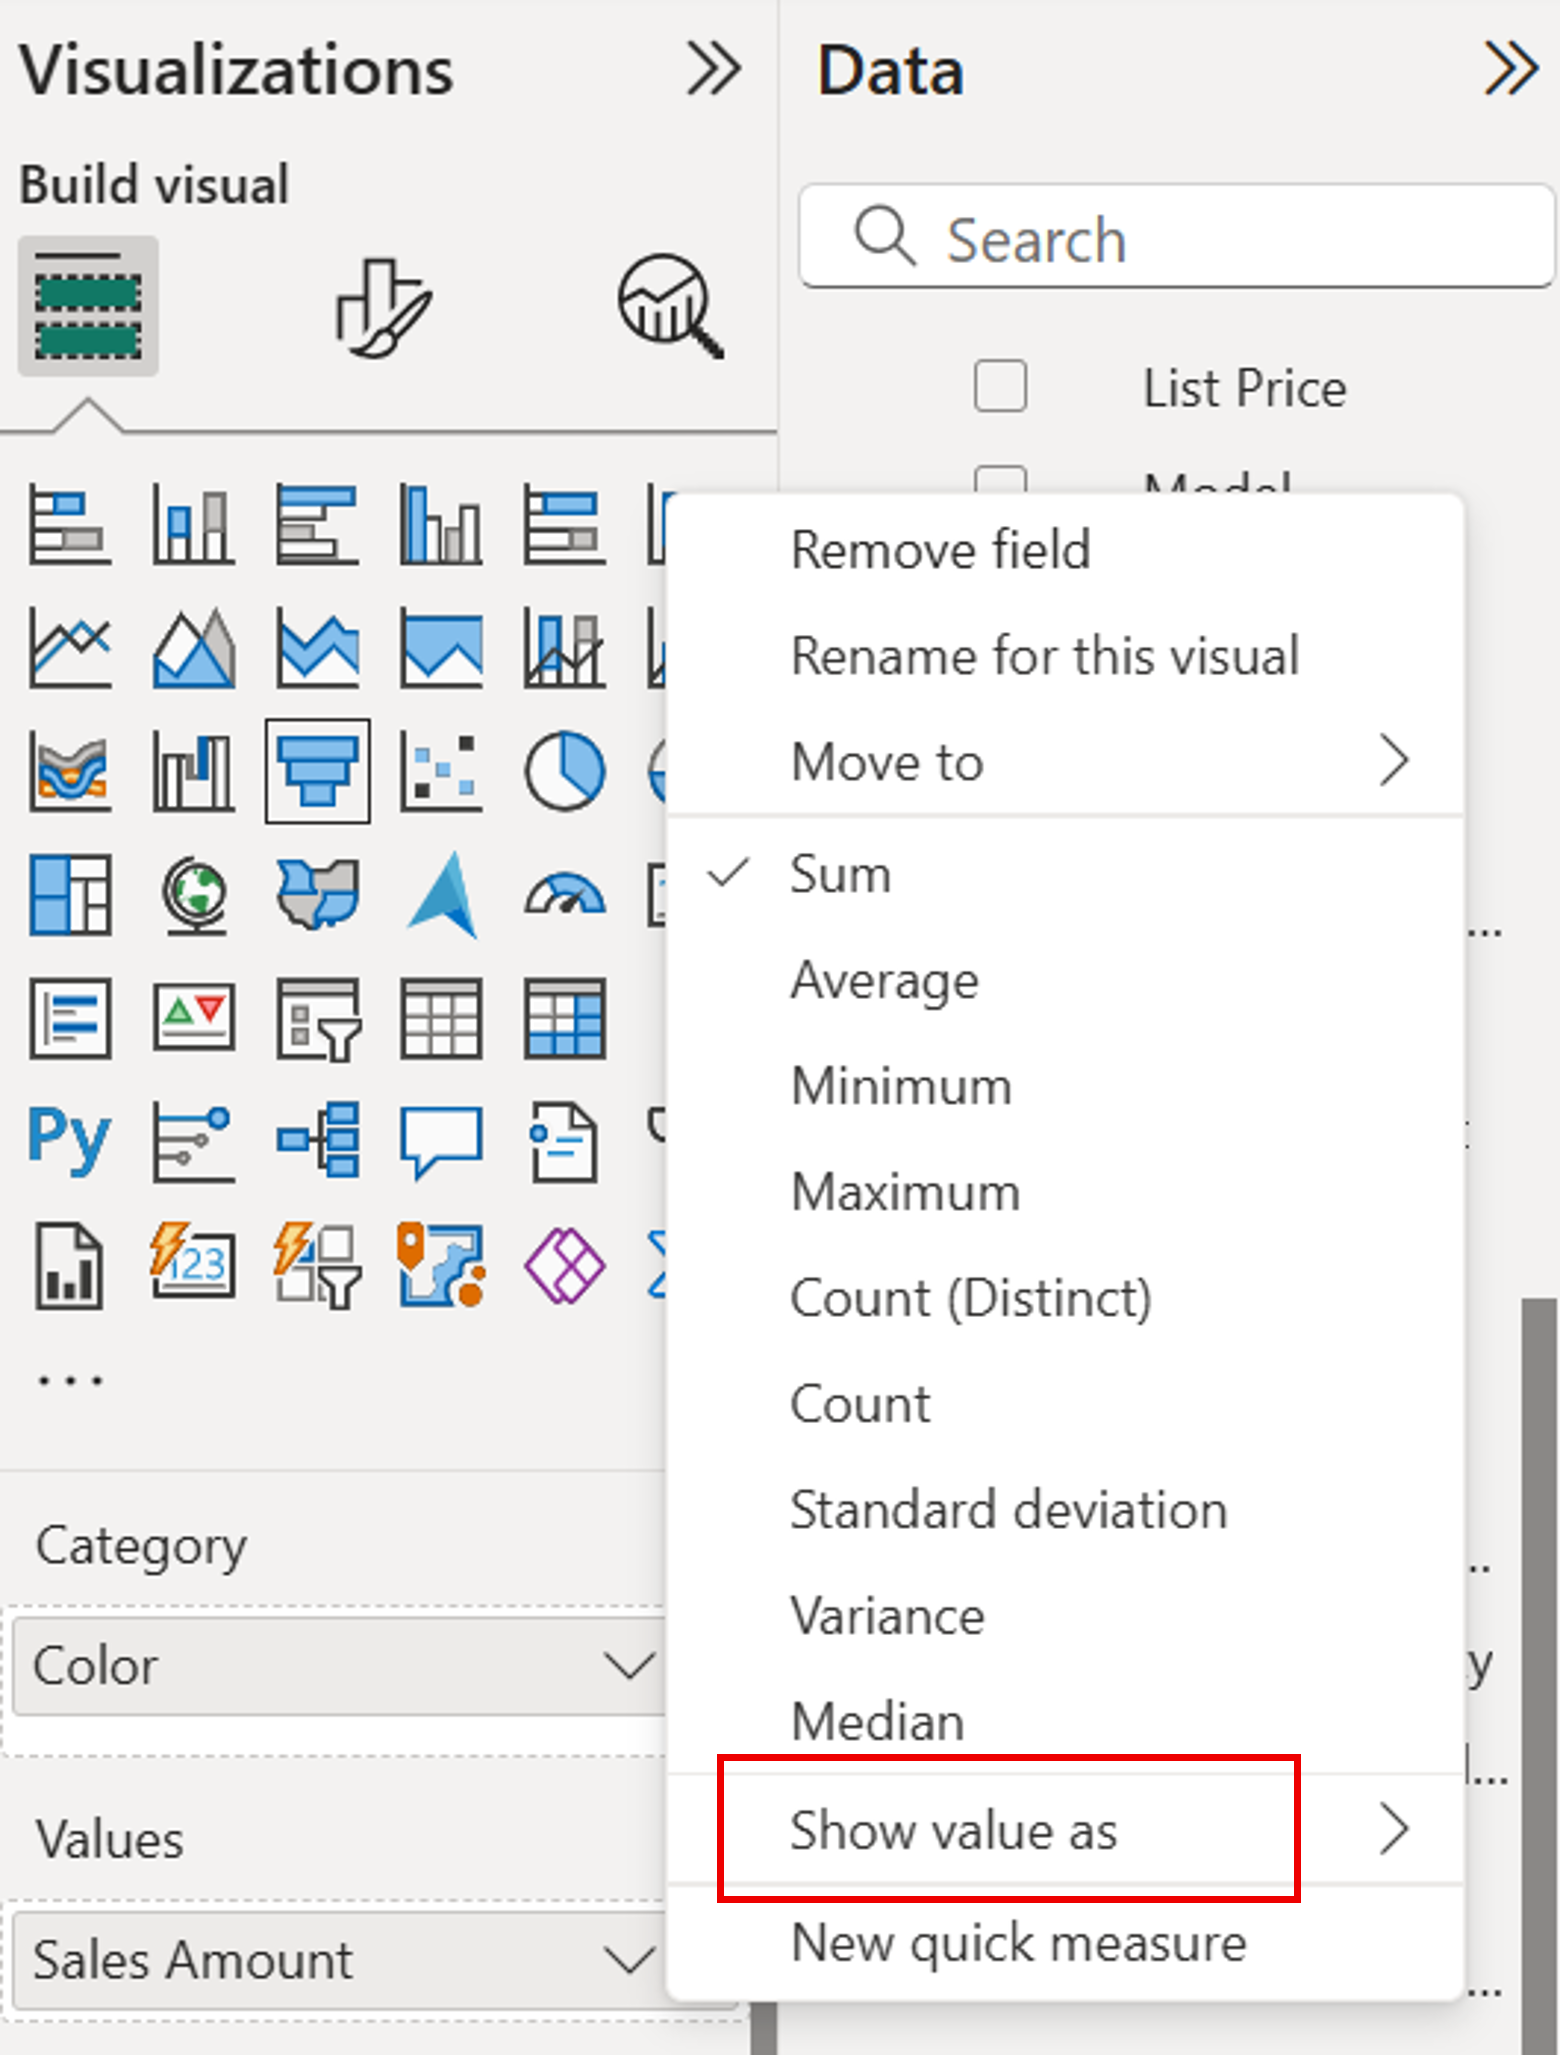 Visualizations
Build visual
Py
123
Category
Color
Values
Sales Amount
Data
Search
List Price
Model
Remove field
Rename for this visual
Move to
Sum
Average
Minimum
Maximum
Count (Distinct)
Count
Standard deviation
Variance
Median
Show value as
New quick measure